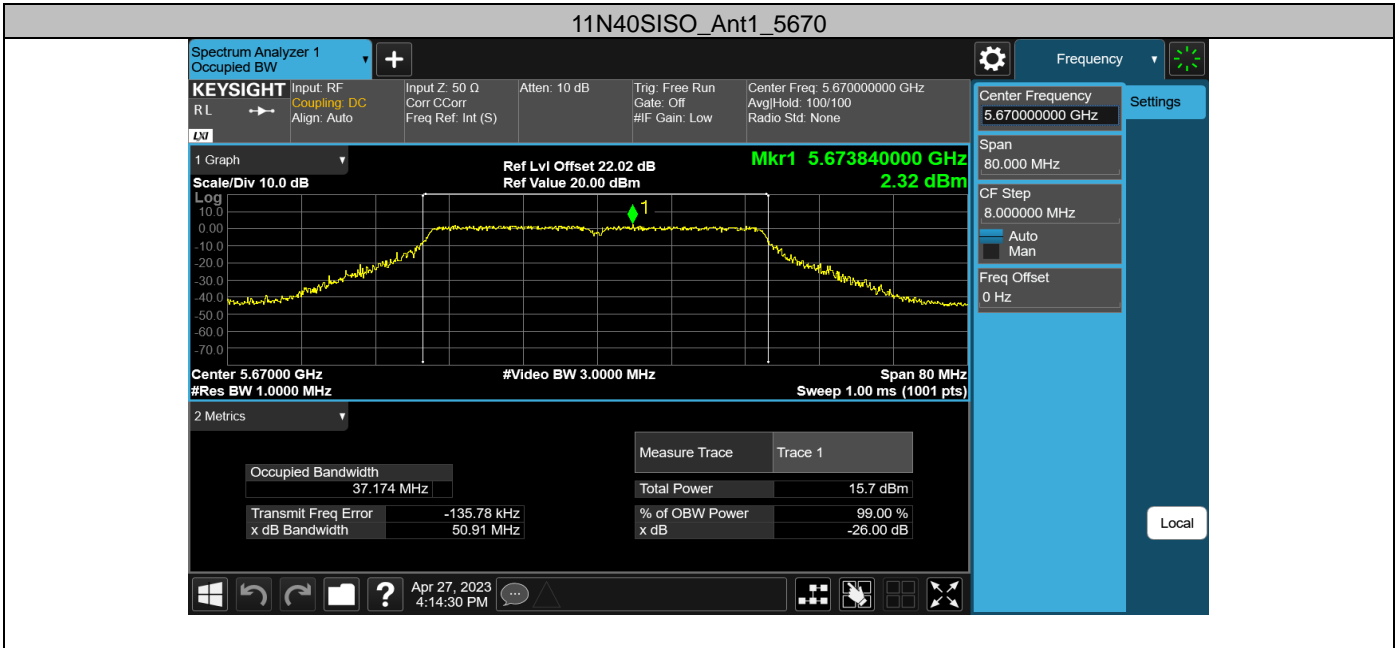 11N40SISO_Ant1_5670
Spectrum Analyzer 1
Occupied BW
+
Frequency
KEYSIGHT
RL
LXI
Input: RF
Coupling: DC
Align: Auto
Input Z: 50 Ω
Corr CCorr
Freq Ref: Int (S)
Atten: 10 dB
Trig: Free Run
Gate: Off
#IF Gain: Low
Center Freq: 5.670000000 GHz
Avg|Hold: 100/100
Radio Std: None
Center Frequency
5.670000000 GHz
Settings
Span
80.000 MHz
CF Step
8.000000 MHz
Auto
Man
Freq Offset
0 Hz
Local
1 Graph
Scale/Div 10.0 dB
Ref Lvl Offset 22.02 dB
Ref Value 20.00 dBm
Mkr1 5.673840000 GHz
2.32 dBm
Log
10.0
0.00
-10.0
-20.0
-30.0
-40.0
-50.0
-60.0
-70.0
1
Center 5.67000 GHz
#Res BW 1.0000 MHz
#Video BW 3.0000 MHz
Span 80 MHz
Sweep 1.00 ms (1001 pts)
2 Metrics
Measure Trace Trace 1
Occupied Bandwidth
37.174 MHz
Total Power 15.7 dBm
Transmit Freq Error -135.78 kHz
% of OBW Power 99.00 %
x dB Bandwidth 50.91 MHz
x dB -26.00 dB
?
Apr 27, 2023
4:14:30 PM